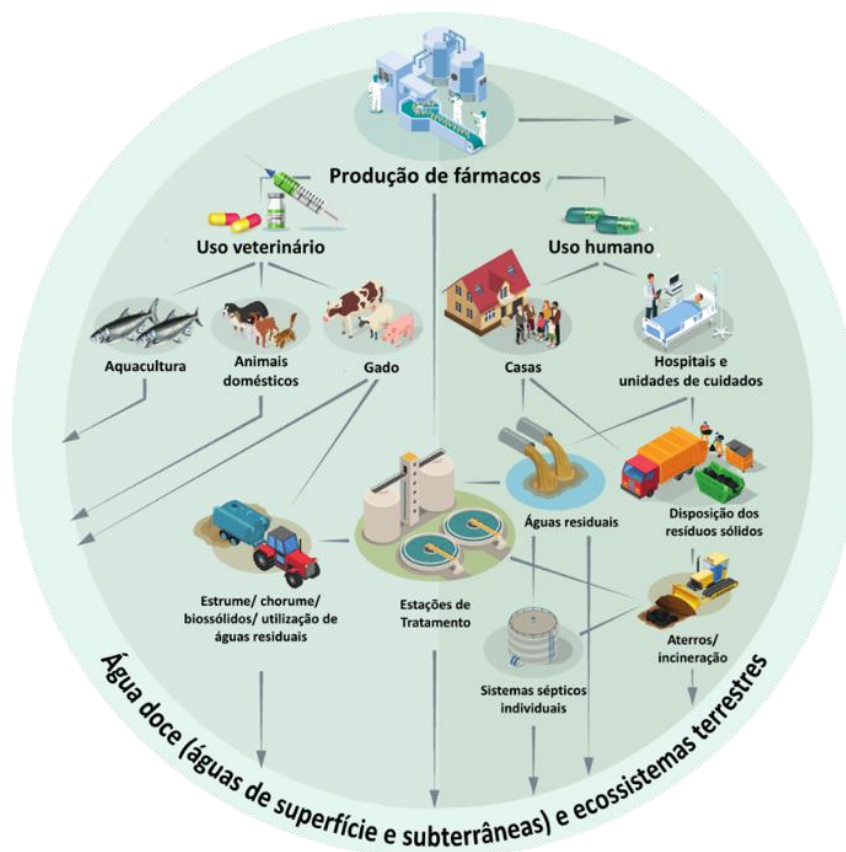 Produção de fármacos
Uso veterinário
Uso humano
Aquacultura
Animais
domésticos
Gado
Casas
Hospitais e
unidades de cuidados
Águas residuais
Disposição dos
resíduos sólidos
Estrume/ chorume/
biossólidos/ utilização de
águas residuais
Estações de
Tratamento
Sistemas sépticos
individuais
Aterros/
incineração
Água doce (águas de superfície e subterrâneas) e ecossistemas terrestres